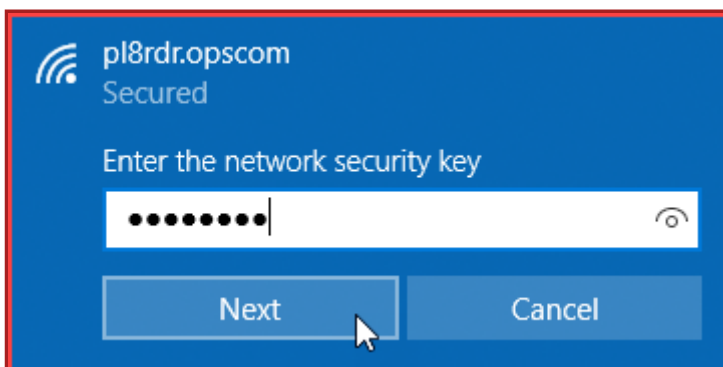 pl8rdr.opscom
Secured
Enter the network security key
••••••••
Next
Cancel